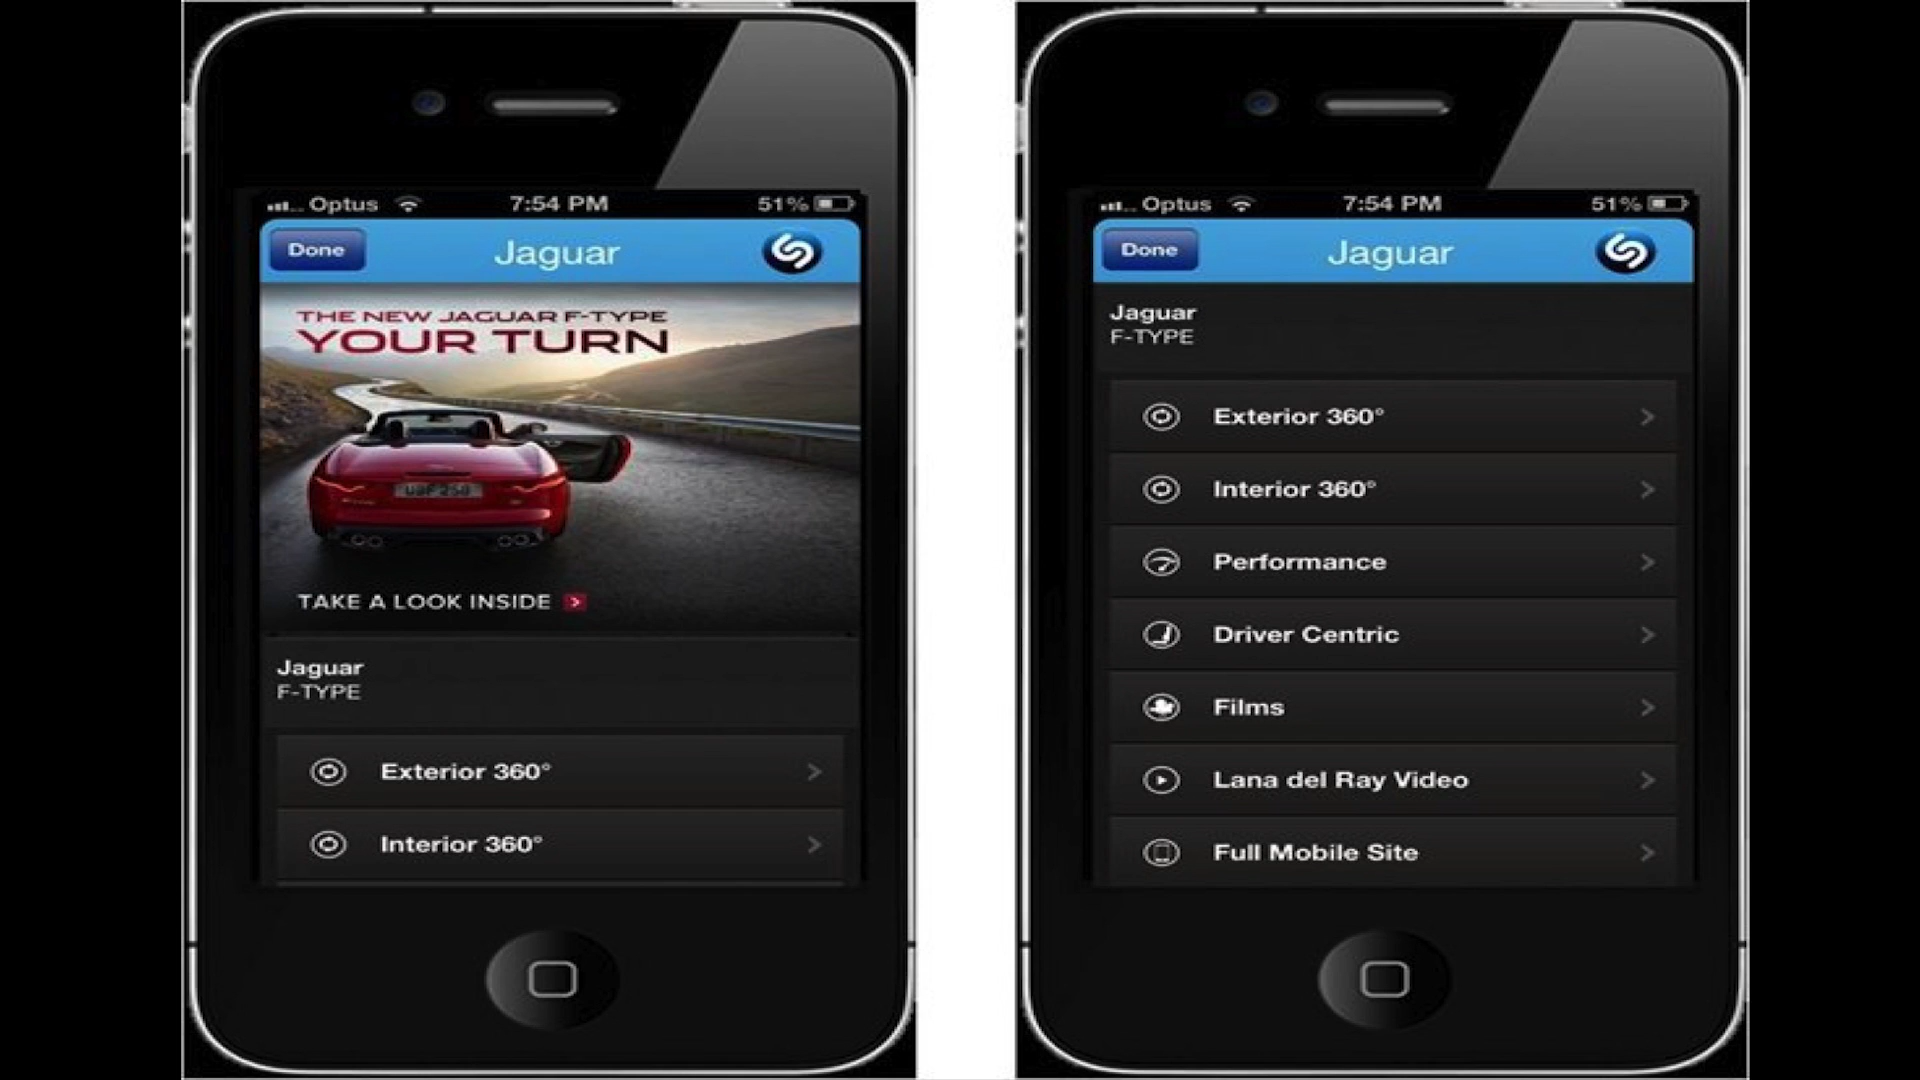 Optus 7:54 PM 51%
Done Jaguar
THE NEW JAGUAR F-TYPE
YOUR TURN
TAKE A LOOK INSIDE
Jaguar
F-TYPE
Exterior 360°
Interior 360°
Optus 7:54 PM 51%
Done Jaguar
Jaguar
F-TYPE
Exterior 360°
Interior 360°
Performance
Driver Centric
Films
Lana del Ray Video
Full Mobile Site